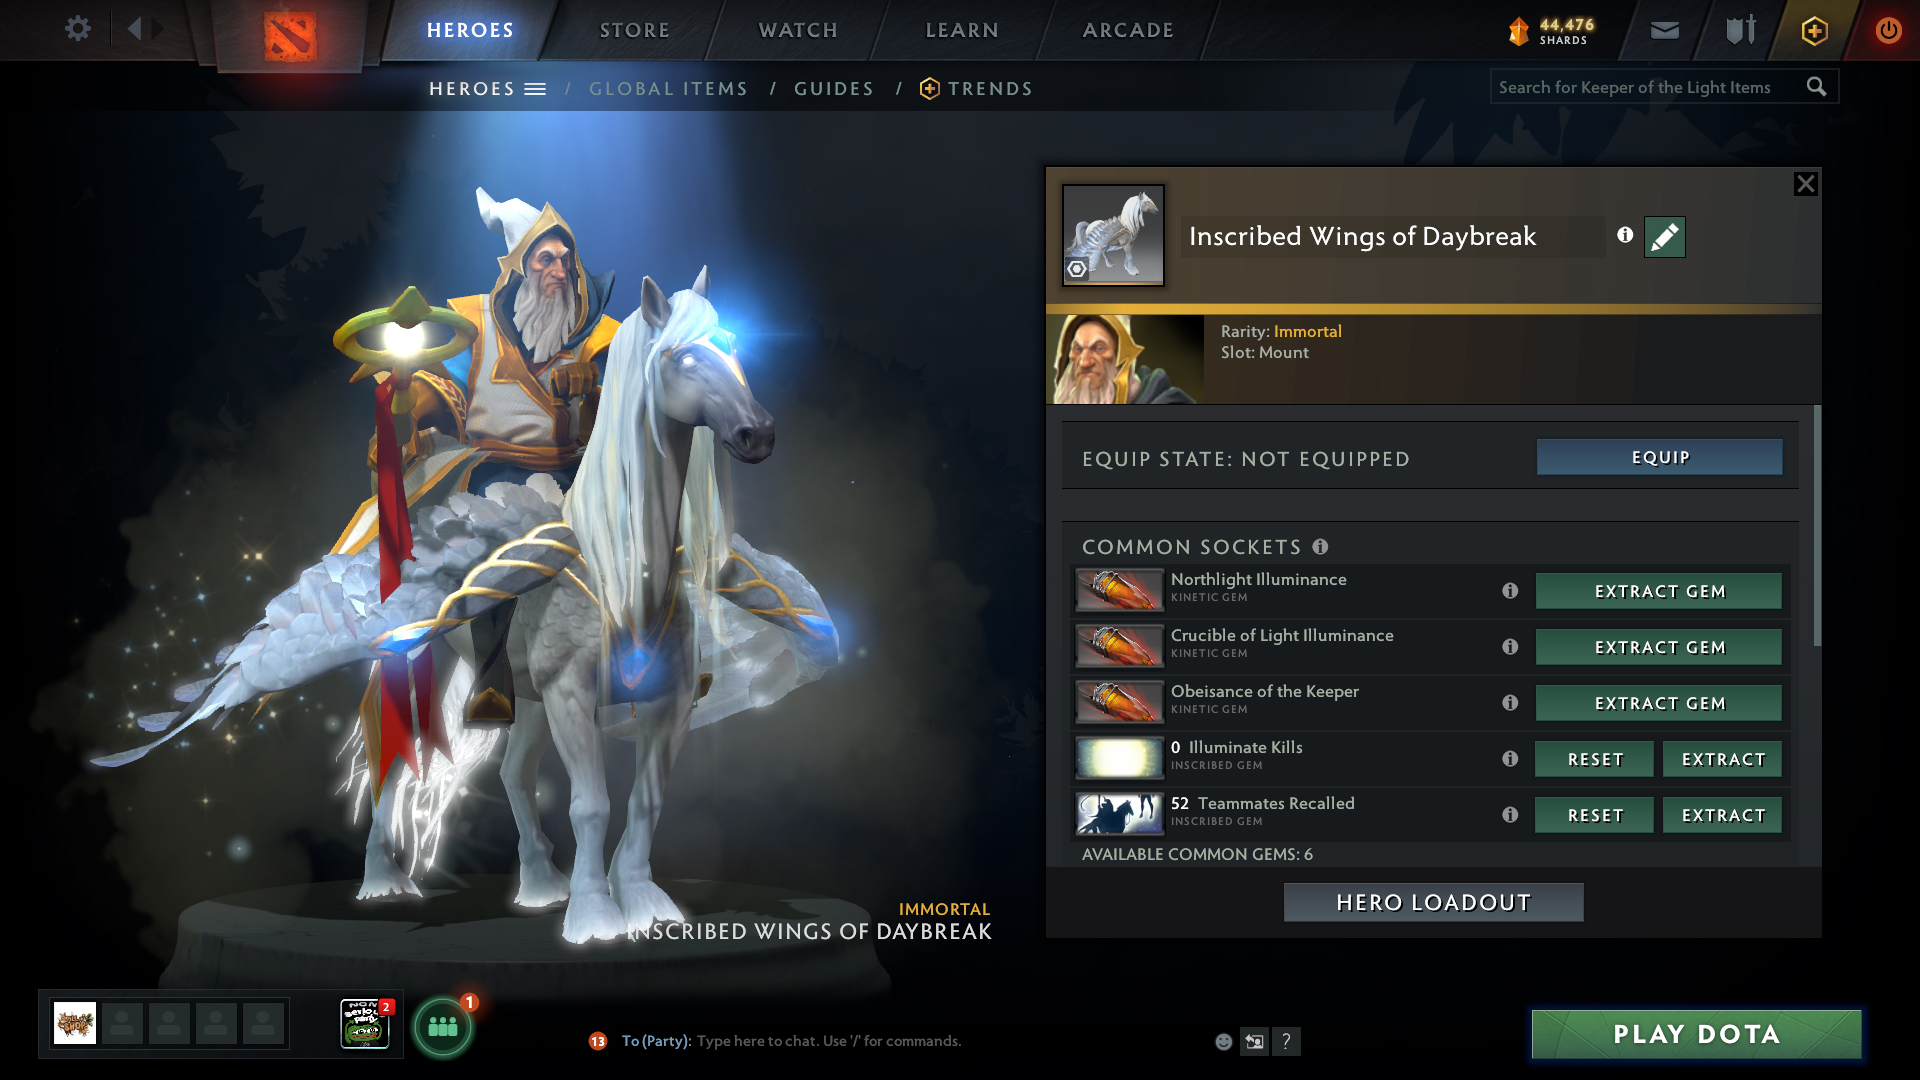 HEROES
STORE
WATCH
LEARN
ARCADE
44,476
SHARDS
HEROES / GLOBAL ITEMS / GUIDES / TRENDS
Search for Keeper of the Light Items
Inscribed Wings of Daybreak
Rarity: Immortal
Slot: Mount
EQUIP STATE: NOT EQUIPPED
EQUIP
COMMON SOCKETS
Northlight Illuminance
KINETIC GEM
EXTRACT GEM
Crucible of Light Illuminance
KINETIC GEM
EXTRACT GEM
Obeisance of the Keeper
KINETIC GEM
EXTRACT GEM
0 Illuminate Kills
INSCRIBED GEM
RESET
EXTRACT
52 Teammates Recalled
INSCRIBED GEM
RESET
EXTRACT
AVAILABLE COMMON GEMS: 6
HERO LOADOUT
IMMORTAL
INSCRIBED WINGS OF DAYBREAK
2
1
13
To (Party): Type here to chat. Use '/' for commands.
?
PLAY DOTA